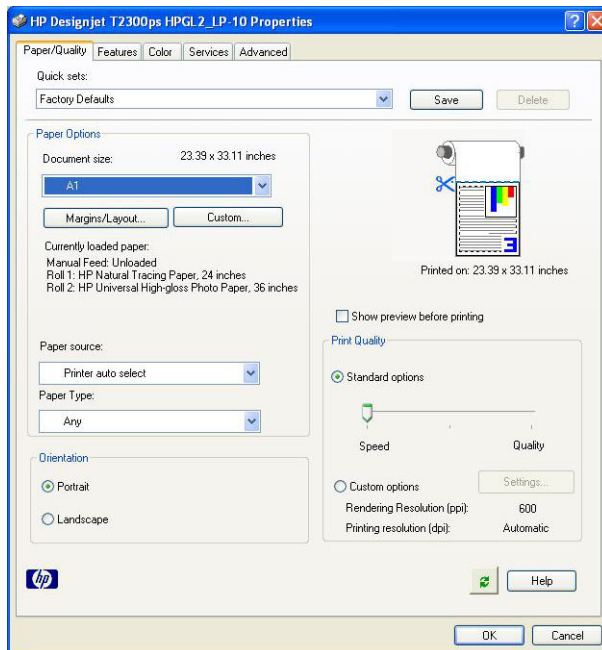 HP Designjet T2300ps HPGL2_LP-10 Properties
Paper/Quality Features Color Services Advanced
Quick sets:
Factory Defaults
Save
Delete
Paper Options
Document size: 23.39 x 33.11 inches
A1
Margins/Layout...
Custom...
Currently loaded paper:
Manual Feed: Unloaded
Roll 1: HP Natural Tracing Paper, 24 inches
Roll 2: HP Universal High-gloss Photo Paper, 36 inches
Paper source:
Printer auto select
Paper Type:
Any
Orientation
Portrait
Landscape
3
Printed on: 23.39 x 33.11 inches
Show preview before printing
Print Quality
Standard options
Speed Quality
Custom options
Settings...
Rendering Resolution (ppi): 600
Printing resolution (dpi): Automatic
hp
Help
OK
Cancel